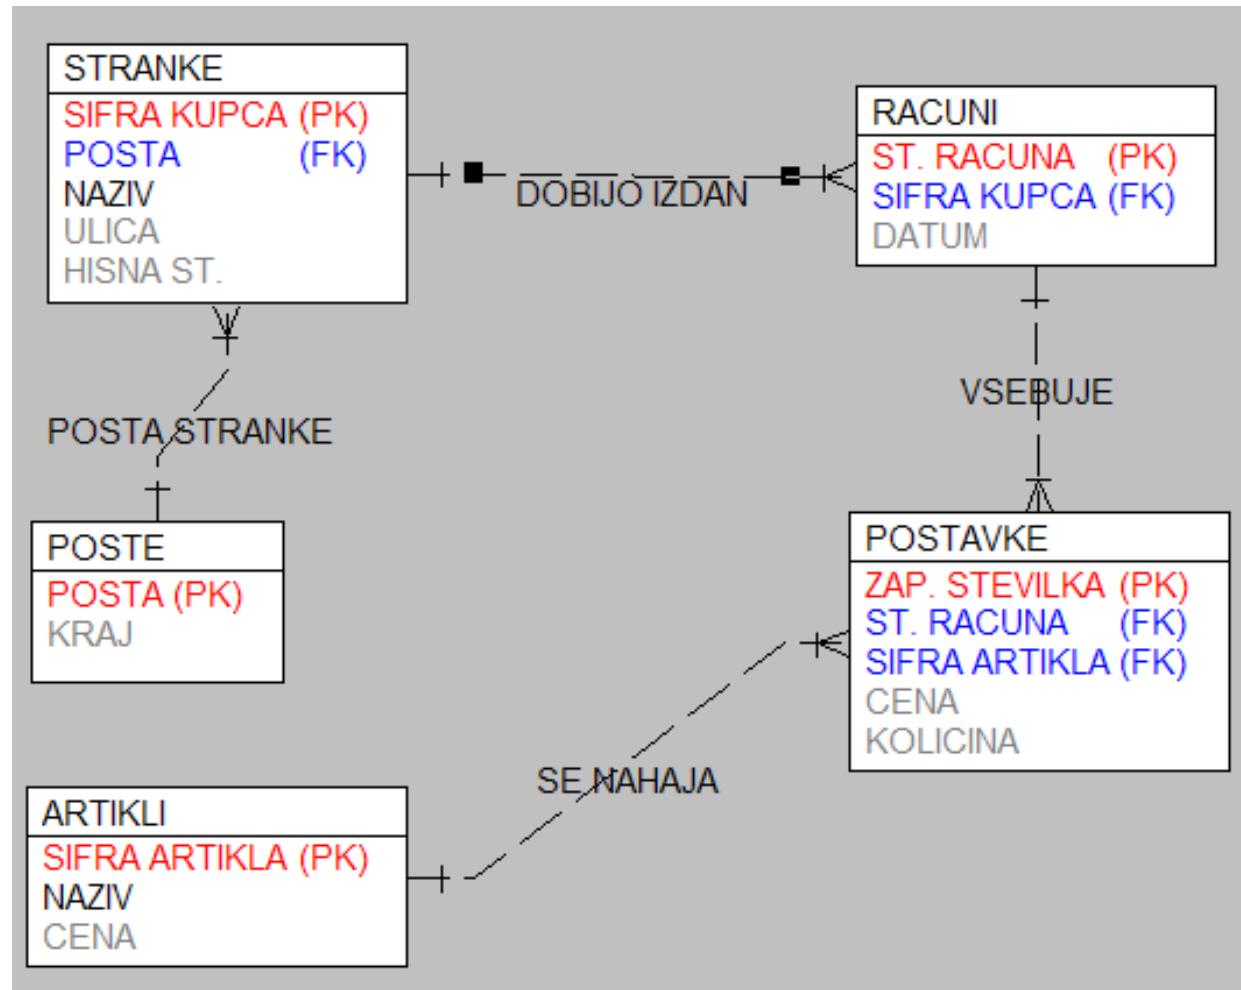 STRANKE
SIFRA KUPCA (PK)
POSTA (FK)
NAZIV
ULICA
HISNA ST.
DOBIJO IZDAN
RACUNI
ST. RACUNA (PK)
SIFRA KUPCA (FK)
DATUM
POSTA STRANKE
VSEBUJE
POSTE
POSTA (PK)
KRAJ
POSTAVKE
ZAP. STEVILKA (PK)
ST. RACUNA (FK)
SIFRA ARTIKLA (FK)
CENA
KOLICINA
SE NAHAJA
ARTIKLI
SIFRA ARTIKLA (PK)
NAZIV
CENA